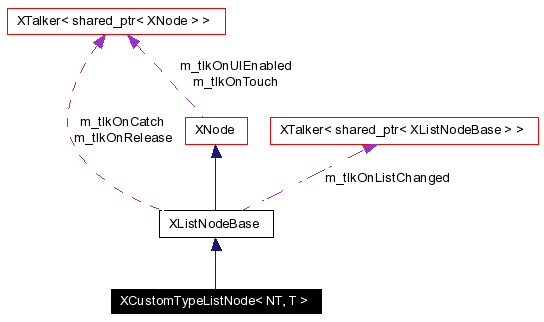 XTalker< shared_ptr< XNode > >
m_tlkOnUIEnabled
m_tlkOnTouch
m_tlkOnCatch
m_tlkOnRelease
XNode
XTalker< shared_ptr< XListNodeBase > >
m_tlkOnListChanged
XListNodeBase
XCustomTypeListNode< NT, T >